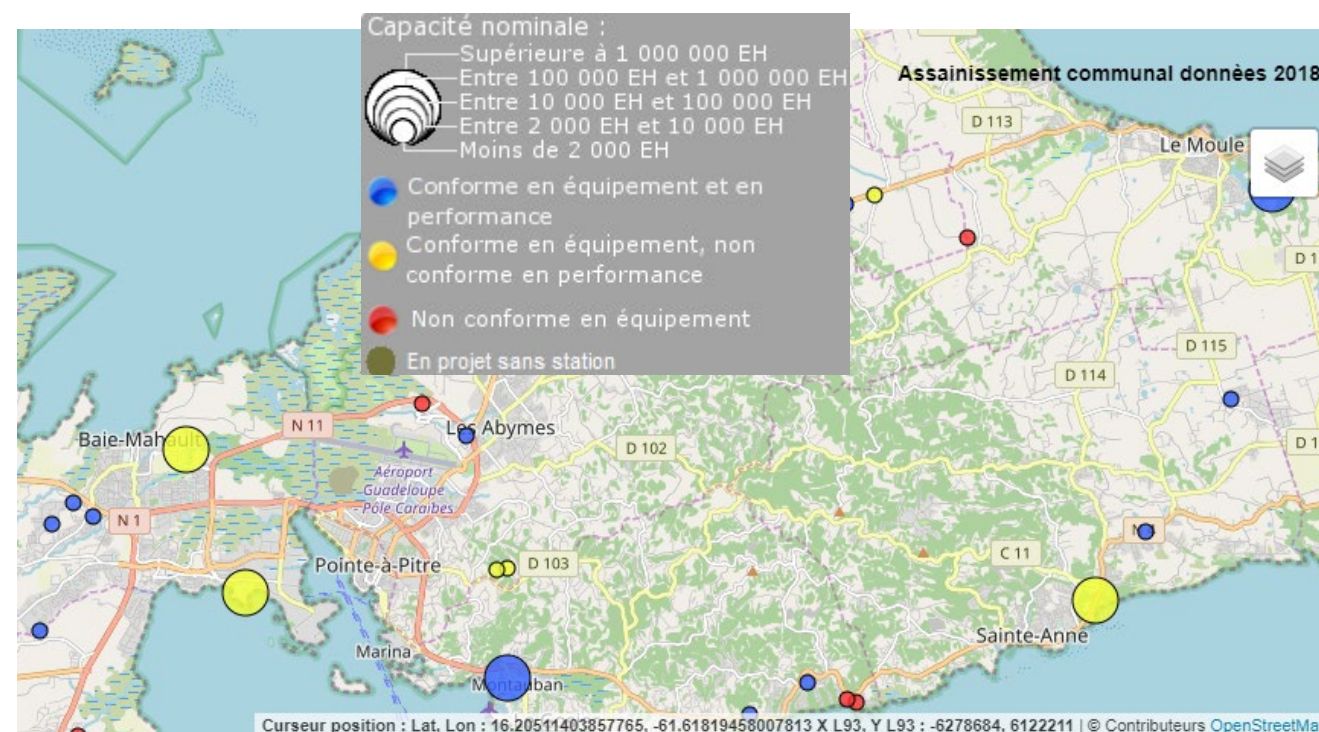 Capacité nominale :
Supérieure à 1 000 000 EH
Entre 100 000 EH et 1 000 000 EH
Entre 10 000 EH et 100 000 EH
Entre 2 000 EH et 10 000 EH
Moins de 2 000 EH
Conforme en équipement et en
performance
Conforme en équipement, non
conforme en performance
Non conforme en équipement
En projet sans station
Assainissement communal donnèes 2018
D 113
Le Moule
D 1
D 115
D 114
N 11
Les Abymes
Baie-Mahault
D 102
D 1
Aéroport
Guadeloupe
- Pôle Caraïbes
N 1
C 11
Pointe-à-Pitre
D 103
Sainte-Anne
Marina
Montauban
Curseur position : Lat, Lon : 16.20511403857765, -61.61819458007813 X L93, Y L93 : -6278684, 6122211 | © Contributeurs OpenStreetMa